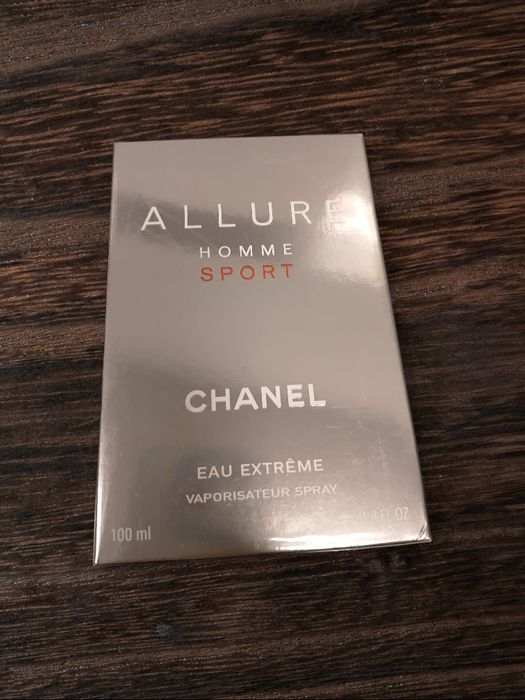 ALLURE
HOMME
SPORT
CHANEL
EAU EXTRÊME
VAPORISATEUR SPRAY
100 ml
3.4 FL OZ